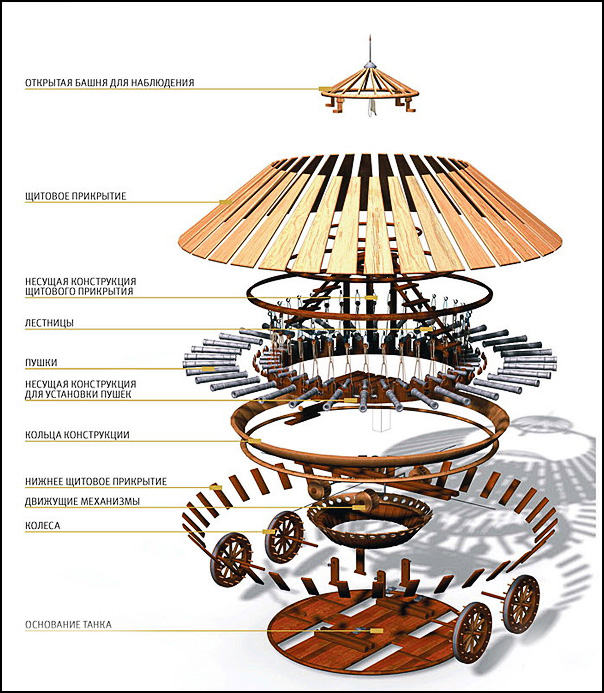 ОТКРЫТАЯ БАШНЯ ДЛЯ НАБЛЮДЕНИЯ
ЩИТОВОЕ ПРИКРЫТИЕ
НЕСУЩАЯ КОНСТРУКЦИЯ
ЩИТОВОГО ПРИКРЫТИЯ
ЛЕСТНИЦЫ
ПУШКИ
НЕСУЩАЯ КОНСТРУКЦИЯ
ДЛЯ УСТАНОВКИ ПУШЕК
КОЛЬЦА КОНСТРУКЦИИ
НИЖНЕЕ ЩИТОВОЕ ПРИКРЫТИЕ
ДВИЖУЩИЕ МЕХАНИЗМЫ
КОЛЕСА
ОСНОВАНИЕ ТАНКА